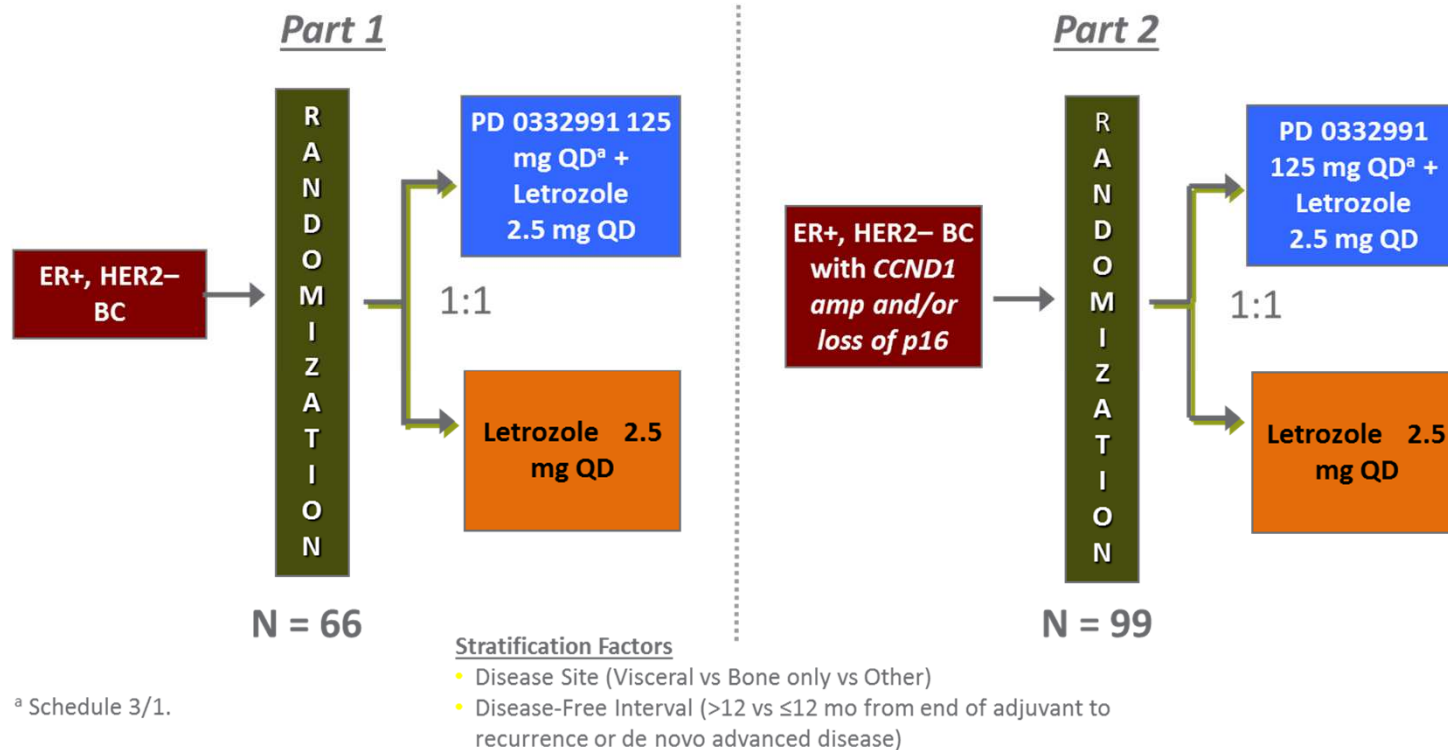 Part 1
ER+, HER2–
BC
RANDOMIZATION
PD 0332991 125
mg QDᵃ +
Letrozole
2.5 mg QD
1:1
Letrozole 2.5
mg QD
N = 66
Part 2
ER+, HER2– BC
with CCND1
amp and/or
loss of p16
RANDOMIZATION
PD 0332991
125 mg QDᵃ +
Letrozole
2.5 mg QD
1:1
Letrozole 2.5
mg QD
N = 99
Stratification Factors
• Disease Site (Visceral vs Bone only vs Other)
• Disease-Free Interval (>12 vs ≤12 mo from end of adjuvant to
recurrence or de novo advanced disease)
ᵃ Schedule 3/1.